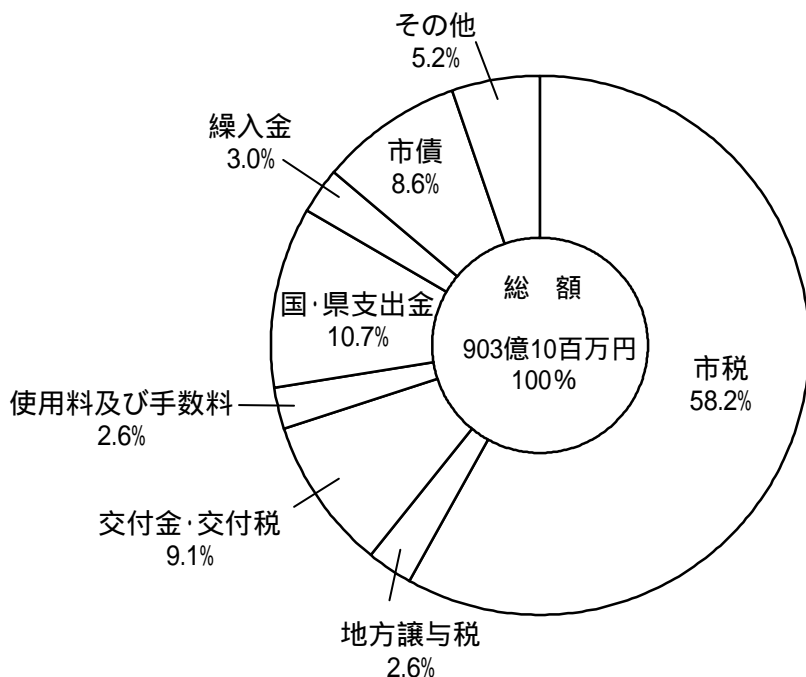 その他
5.2%
繰入金
3.0%
市債
8.6%
国・県支出金
10.7%
総 額
903億10百万円
100%
市税
58.2%
使用料及び手数料
2.6%
交付金・交付税
9.1%
地方譲与税
2.6%